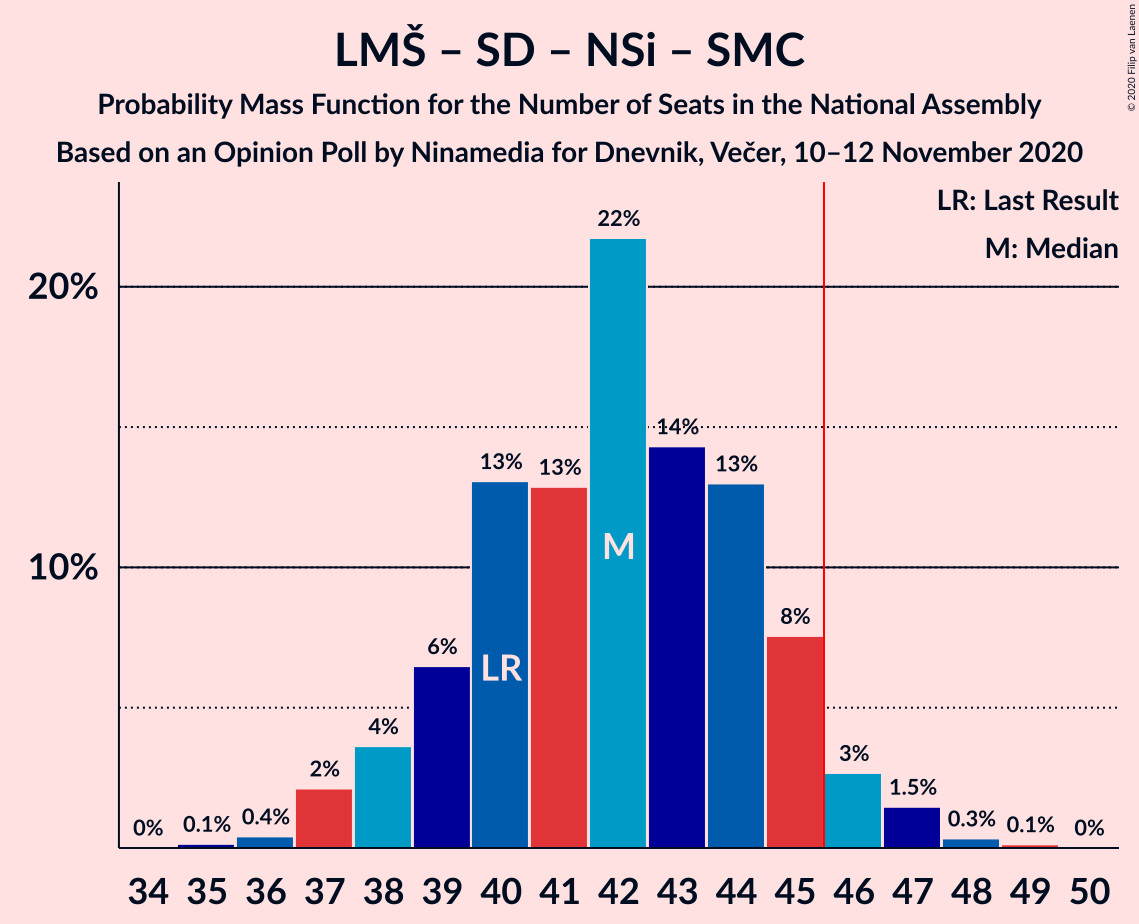 LMŠ – SD – NSi – SMC
Probability Mass Function for the Number of Seats in the National Assembly
Based on an Opinion Poll by Ninamedia for Dnevnik, Večer, 10–12 November 2020
© 2020 Filip van Laenen
LR: Last Result
M: Median
20%
10%
0%
0.1%
0.4%
2%
4%
6%
13%
13%
22%
14%
13%
8%
3%
1.5%
0.3%
0.1%
0%
LR
M
34 35 36 37 38 39 40 41 42 43 44 45 46 47 48 49 50